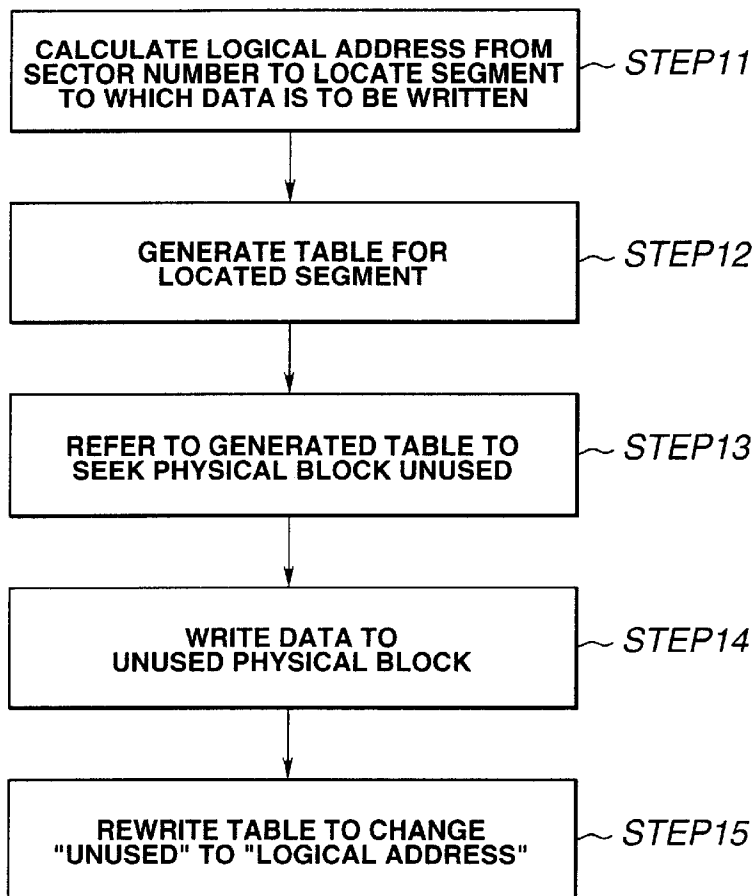 CALCULATE LOGICAL ADDRESS FROM
SECTOR NUMBER TO LOCATE SEGMENT
TO WHICH DATA IS TO BE WRITTEN
STEP11
GENERATE TABLE FOR
LOCATED SEGMENT
STEP12
REFER TO GENERATED TABLE TO
SEEK PHYSICAL BLOCK UNUSED
STEP13
WRITE DATA TO
UNUSED PHYSICAL BLOCK
STEP14
REWRITE TABLE TO CHANGE
"UNUSED" TO "LOGICAL ADDRESS"
STEP15